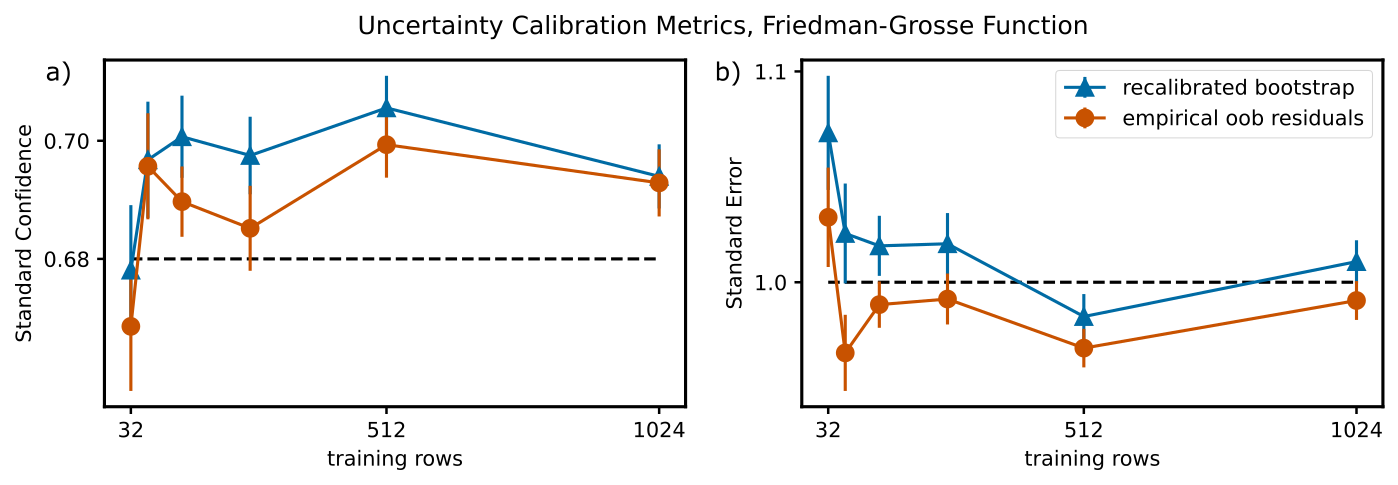 Uncertainty Calibration Metrics, Friedman-Grosse Function
a)
Standard Confidence
0.70
0.68
32
512
1024
training rows
b)
Standard Error
1.1
1.0
recalibrated bootstrap
empirical oob residuals
32
512
1024
training rows